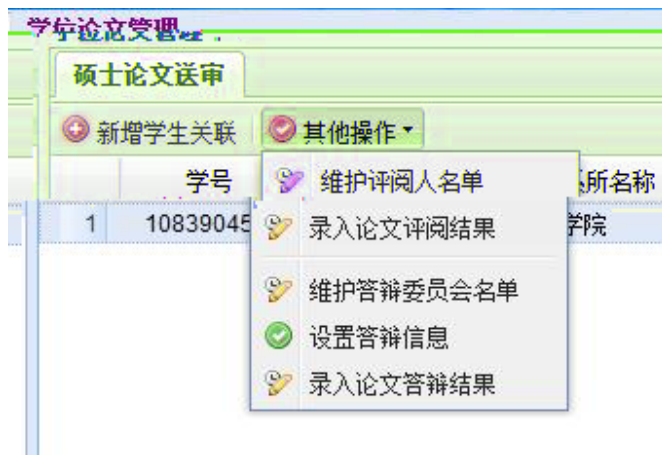 学位论文管理
硕士论文送审
新增学生关联 其他操作
学号 维护评阅人名单 所名称
1 10839045 录入论文评阅结果 学院
维护答辩委员会名单
设置答辩信息
录入论文答辩结果